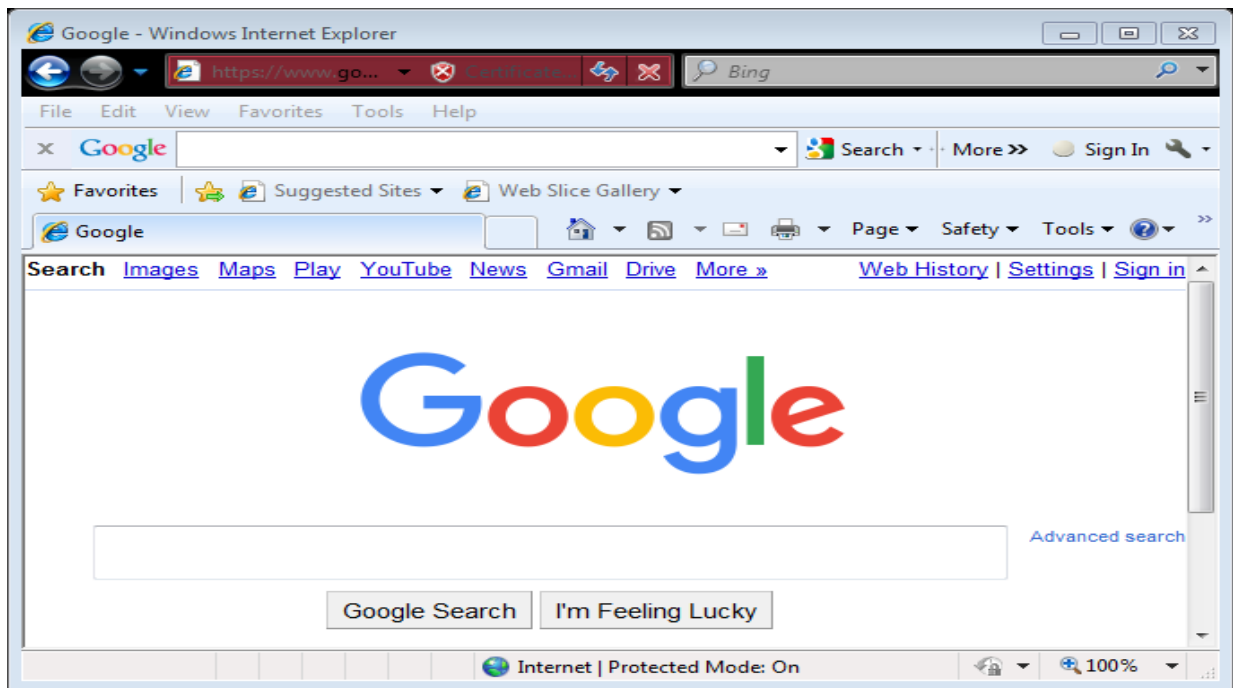 Google - Windows Internet Explorer
https://www.go... Certificate... Bing
File Edit View Favorites Tools Help
x Google Search More >> Sign In
Favorites Suggested Sites Web Slice Gallery
Google Page Safety Tools
Search Images Maps Play YouTube News Gmail Drive More » Web History | Settings | Sign in
Google
Advanced search
Google Search I'm Feeling Lucky
Internet | Protected Mode: On 100%